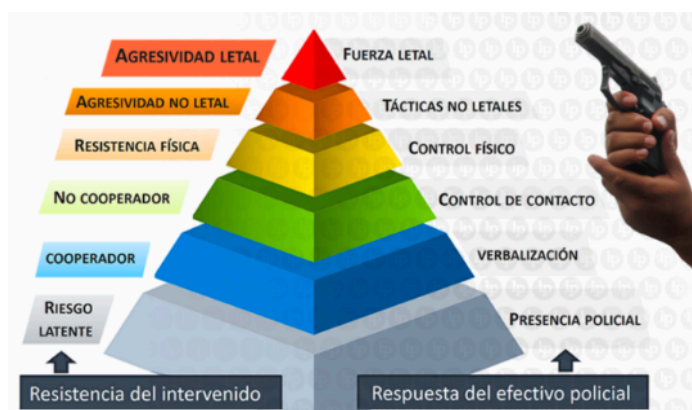 AGRESIVIDAD LETAL
FUERZA LETAL
AGRESIVIDAD NO LETAL
TÁCTICAS NO LETALES
RESISTENCIA FÍSICA
CONTROL FÍSICO
NO COOPERADOR
CONTROL DE CONTACTO
COOPERADOR
VERBALIZACIÓN
RIESGO
LATENTE
PRESENCIA POLICIAL
Resistencia del intervenido
Respuesta del efectivo policial